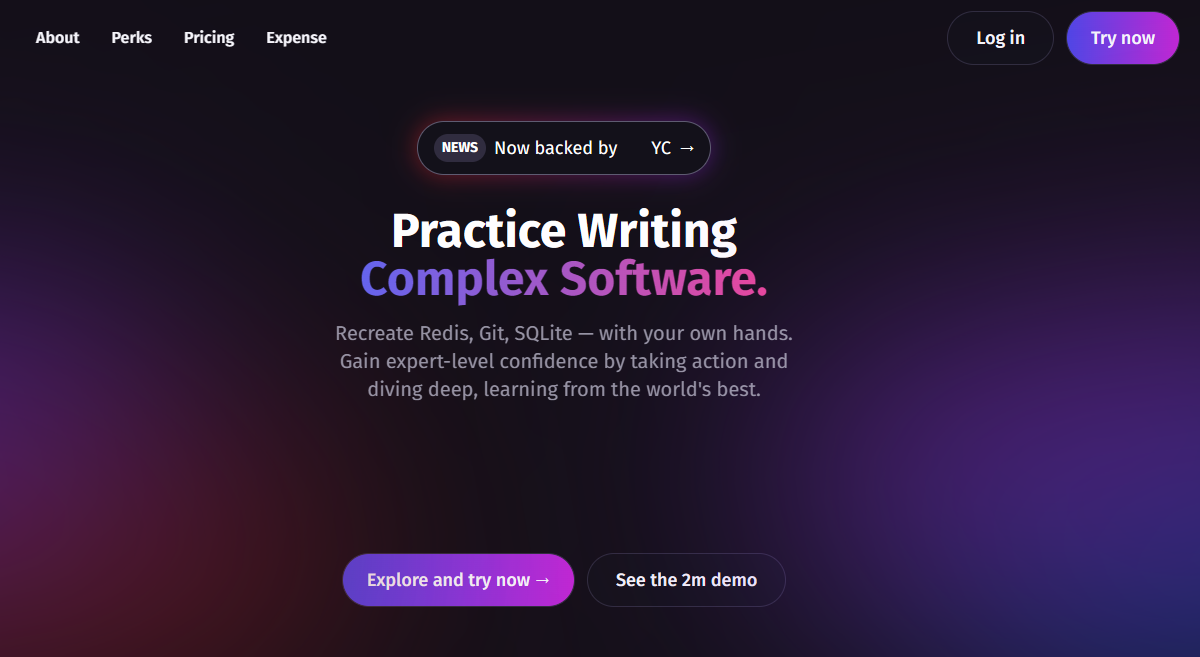 About Perks Pricing Expense Log in Try now
NEWS Now backed by YC →
Practice Writing
Complex Software.
Recreate Redis, Git, SQLite — with your own hands.
Gain expert-level confidence by taking action and
diving deep, learning from the world's best.
Explore and try now → See the 2m demo